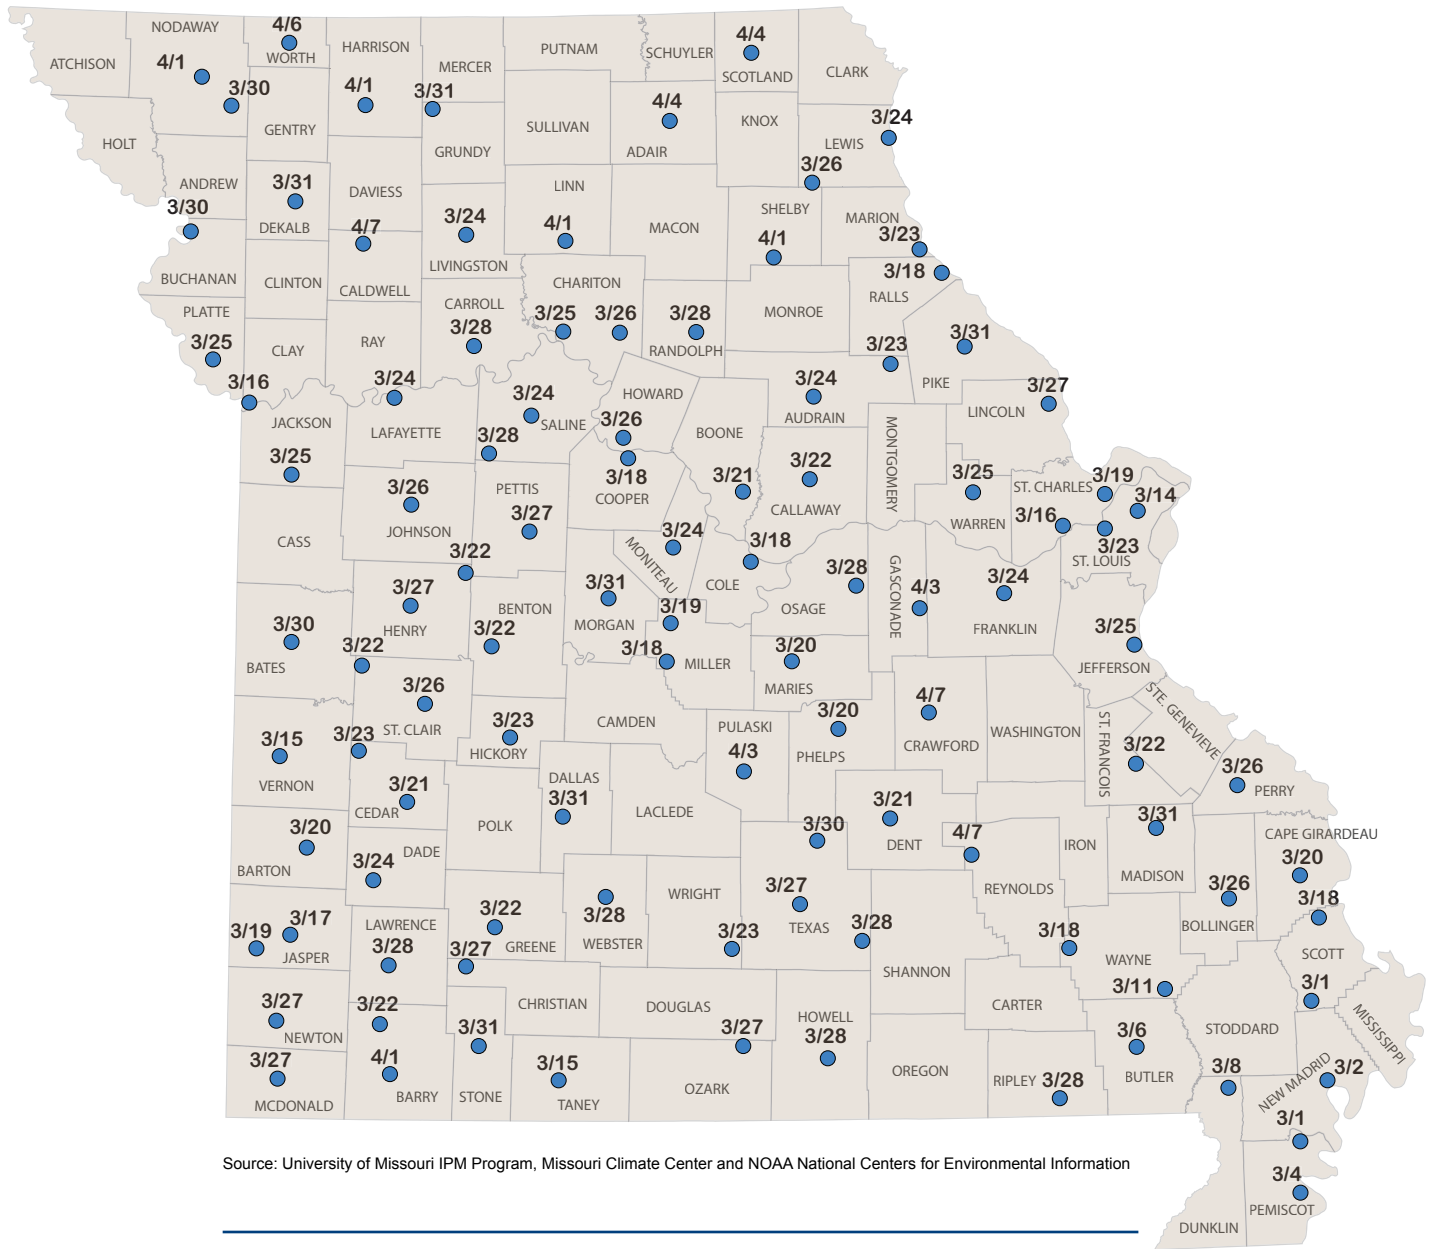 NODAWAY
4/6
WORTH
HARRISON
PUTNAM
SCHUYLER
4/4
SCOTLAND
CLARK
ATCHISON
4/1
3/30
MERCER
4/1
3/31
4/4
KNOX
3/24
HOLT
GENTRY
GRUNDY
SULLIVAN
ADAIR
LEWIS
3/26
ANDREW
3/31
DEKALB
DAVIESS
LINN
SHELBY
MARION
3/30
4/7
3/24
4/1
MACON
4/1
3/23
BUCHANAN
CLINTON
CALDWELL
LIVINGSTON
CHARITON
3/18
RALLS
PLATTE
CARROLL
3/28
3/25
3/26
3/28
RANDOLPH
MONROE
3/31
3/25
CLAY
RAY
3/23
PIKE
3/16
3/24
3/24
HOWARD
3/24
AUDRAIN
3/27
LINCOLN
JACKSON
LAFAYETTE
SALINE
3/26
BOONE
MONTGOMERY
3/28
3/25
3/26
PETTIS
3/18
COOPER
3/21
3/22
CALLAWAY
3/25
WARREN
ST. CHARLES
3/19
3/14
3/16
JOHNSON
3/27
CASS
3/22
MONITEAU
3/24
3/18
COLE
3/23
ST. LOUIS
3/27
HENRY
BENTON
3/31
MORGAN
3/28
OSAGE
GASCONADE
4/3
3/24
FRANKLIN
3/30
BATES
3/22
3/22
3/19
3/18
MILLER
3/20
MARIES
3/25
JEFFERSON
3/26
ST. CLAIR
CAMDEN
PULASKI
4/3
3/20
PHELPS
4/7
CRAWFORD
WASHINGTON
ST. FRANCOIS
STE. GENEVIEVE
3/22
3/15
VERNON
3/23
3/23
HICKORY
DALLAS
3/31
3/26
PERRY
3/21
CEDAR
POLK
LACLEDE
3/21
DENT
3/31
MADISON
3/20
BARTON
DADE
3/24
3/30
4/7
IRON
CAPE GIRARDEAU
3/20
3/19
3/17
JASPER
LAWRENCE
3/28
3/22
GREENE
3/28
WEBSTER
WRIGHT
3/27
TEXAS
REYNOLDS
3/26
BOLLINGER
3/18
3/27
3/23
3/28
SHANNON
3/18
WAYNE
SCOTT
3/11
3/1
3/27
NEWTON
3/22
CHRISTIAN
DOUGLAS
HOWELL
CARTER
STODDARD
MISSISSIPPI
3/31
3/27
3/28
3/6
BUTLER
3/27
MCDONALD
4/1
BARRY
STONE
3/15
TANEY
OZARK
OREGON
RIPLEY
3/28
3/8
NEW MADRID
3/2
3/1
3/4
PEMISCOT
DUNKLIN
Source: University of Missouri IPM Program, Missouri Climate Center and NOAA National Centers for Environmental Information